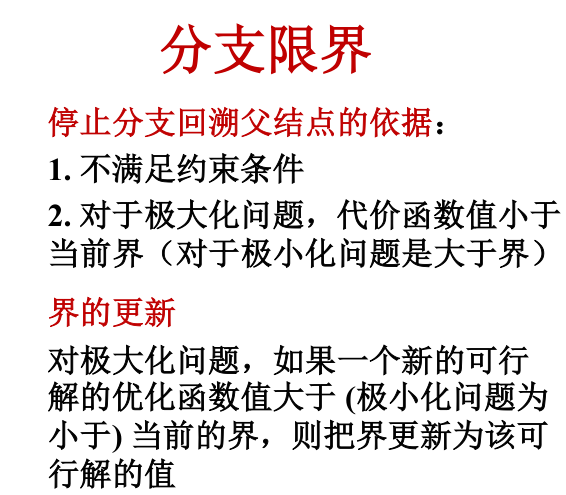 分支限界
停止分支回溯父结点的依据：
1. 不满足约束条件
2. 对于极大化问题，代价函数值小于
当前界（对于极小化问题是大于界）
界的更新
对极大化问题，如果一个新的可行
解的优化函数值大于 (极小化问题为
小于) 当前的界，则把界更新为该可
行解的值